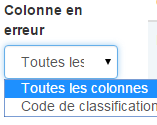 Colonne en
erreur
Toutes les
Toutes les colonnes
Code de classification